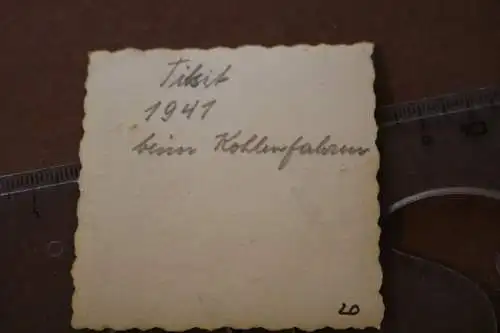 Tilsit
1941
beim Kohlenfahren
20